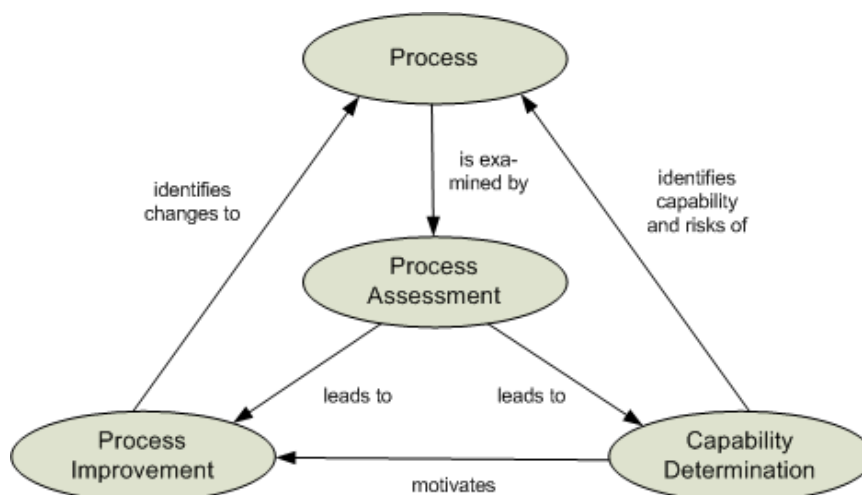 Process
is exa-
mined by
identifies
changes to
identifies
capability
and risks of
Process
Assessment
leads to
leads to
Process
Improvement
Capability
Determination
motivates